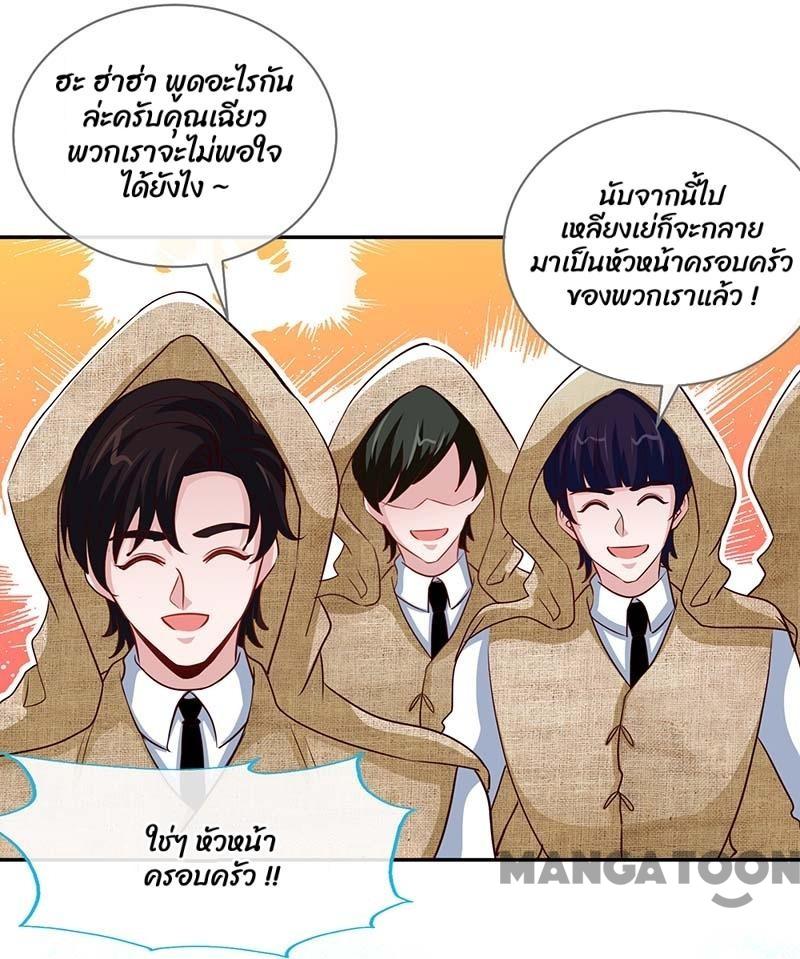 ฮะ ฮ่าฮ่า พูดอะไรกัน
ล่ะครับคุณเฉียว
พวกเราจะไม่พอใจ
ได้ยังไง ~
นับจากนี้ไป
เหลียงเย่ก็จะกลาย
มาเป็นหัวหน้าครอบครัว
ของพวกเราแล้ว !
ใช่ๆ หัวหน้า
ครอบครัว !!
MANGATOON